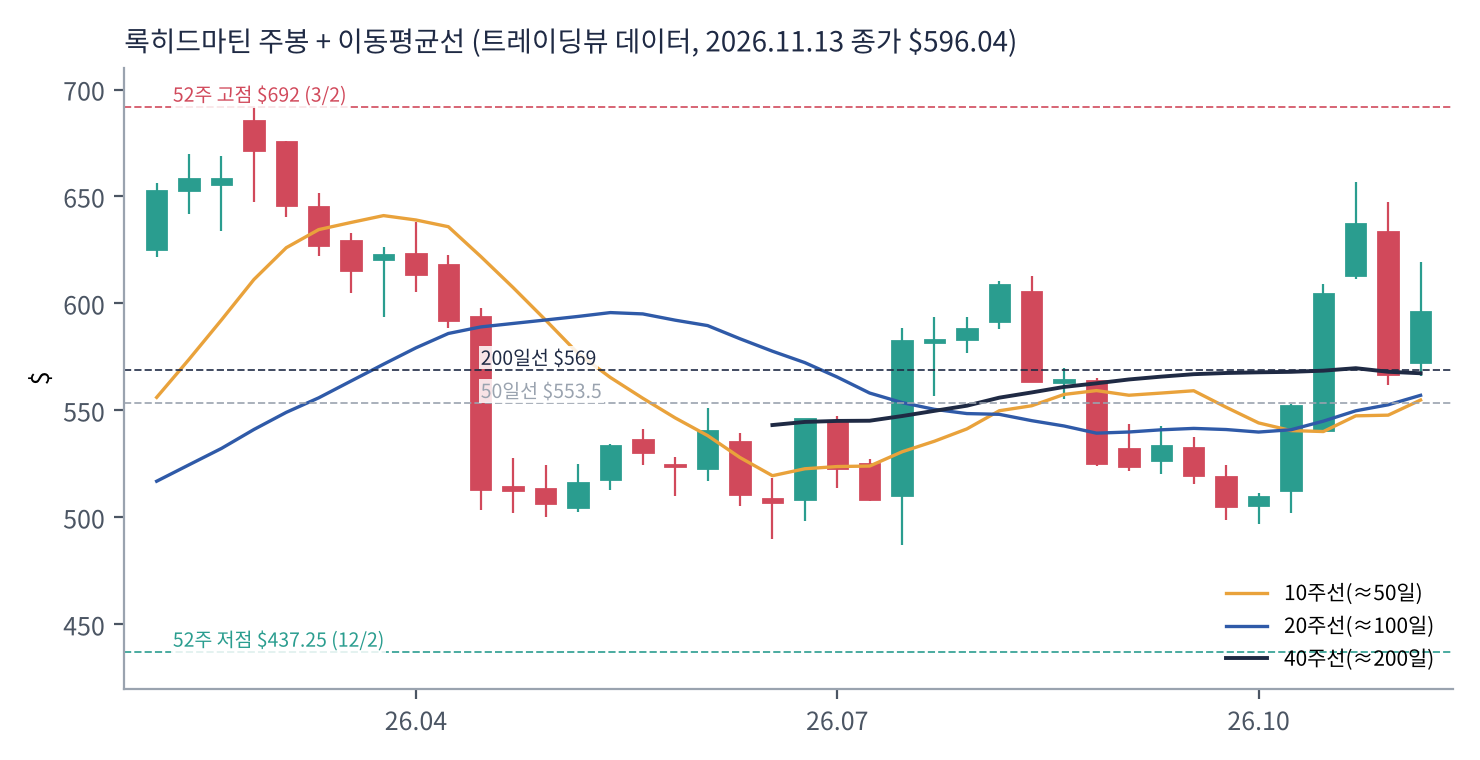 록히드마틴 주봉 + 이동평균선 (트레이딩뷰 데이터, 2026.11.13 종가 $596.04)
700
52주 고점 $692 (3/2)
650
600
200일선 $569
$
50일선 $553.5
550
500
10주선(≈50일)
450
52주 저점 $437.25 (12/2)
20주선(≈100일)
40주선(≈200일)
26.04
26.07
26.10